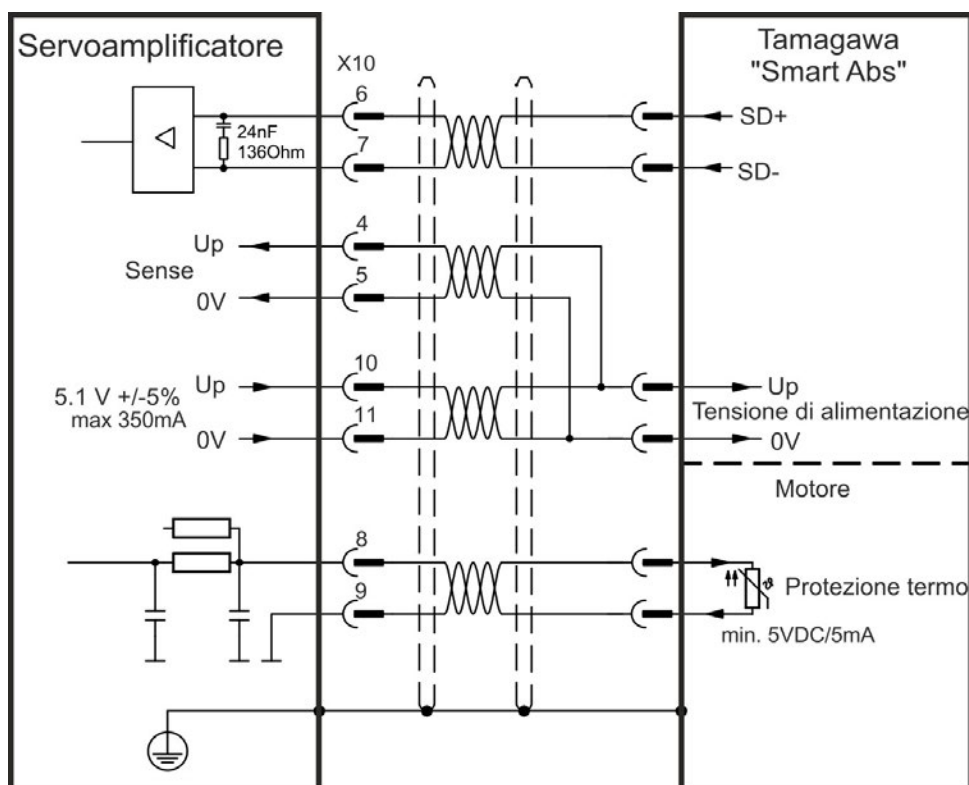 Servoamplificatore
Tamagawa
"Smart Abs"
X10
6
SD+
24nF
136Ohm
7
SD-
4
Up
Sense
5
0V
10
5.1 V +/-5%
max 350mA
Up
Up
11
Tensione di alimentazione
0V
0V
Motore
8
9
Protezione termo
min. 5VDC/5mA